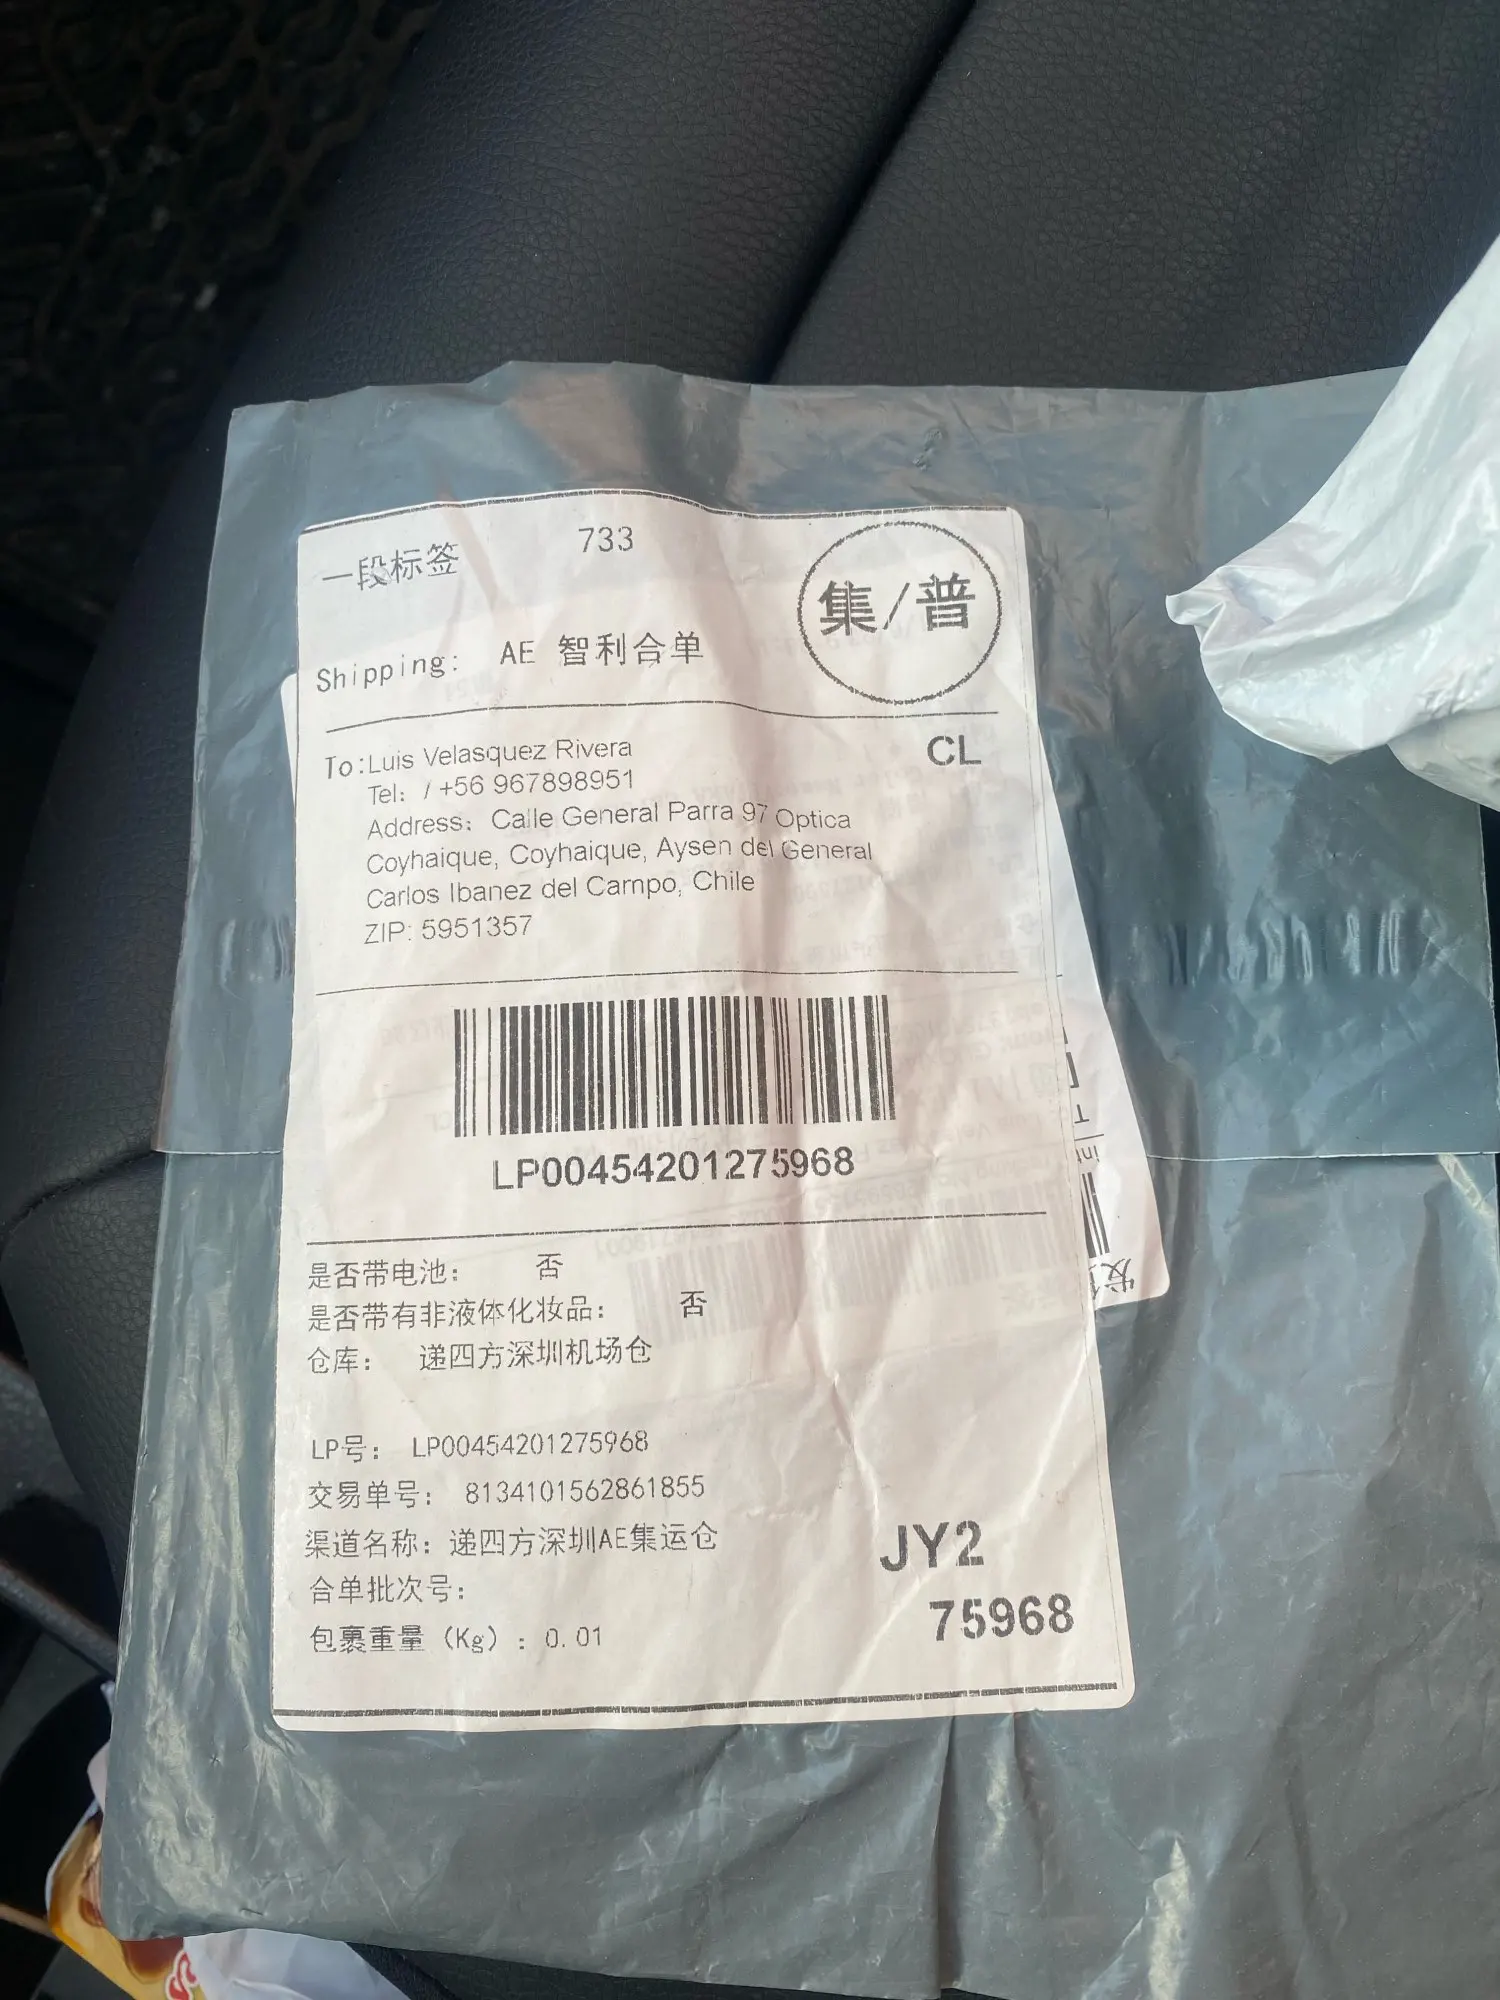 一段标签 733
集/普
Shipping: AE 智利合单
To:Luis Velasquez Rivera
CL
Tel: / +56 967898951
Address: Calle General Parra 97 Optica
Coyhaique, Coyhaique, Aysen del General
Carlos Ibanez del Campo, Chile
ZIP: 5951357
LP00454201275968
是否带电池: 否
是否带有非液体化妆品: 否
仓库: 递四方深圳机场仓
LP号: LP00454201275968
交易单号: 8134101562861855
渠道名称: 递四方深圳AE集运仓
JY2
合单批次号:
75968
包裹重量 (Kg) : 0.01